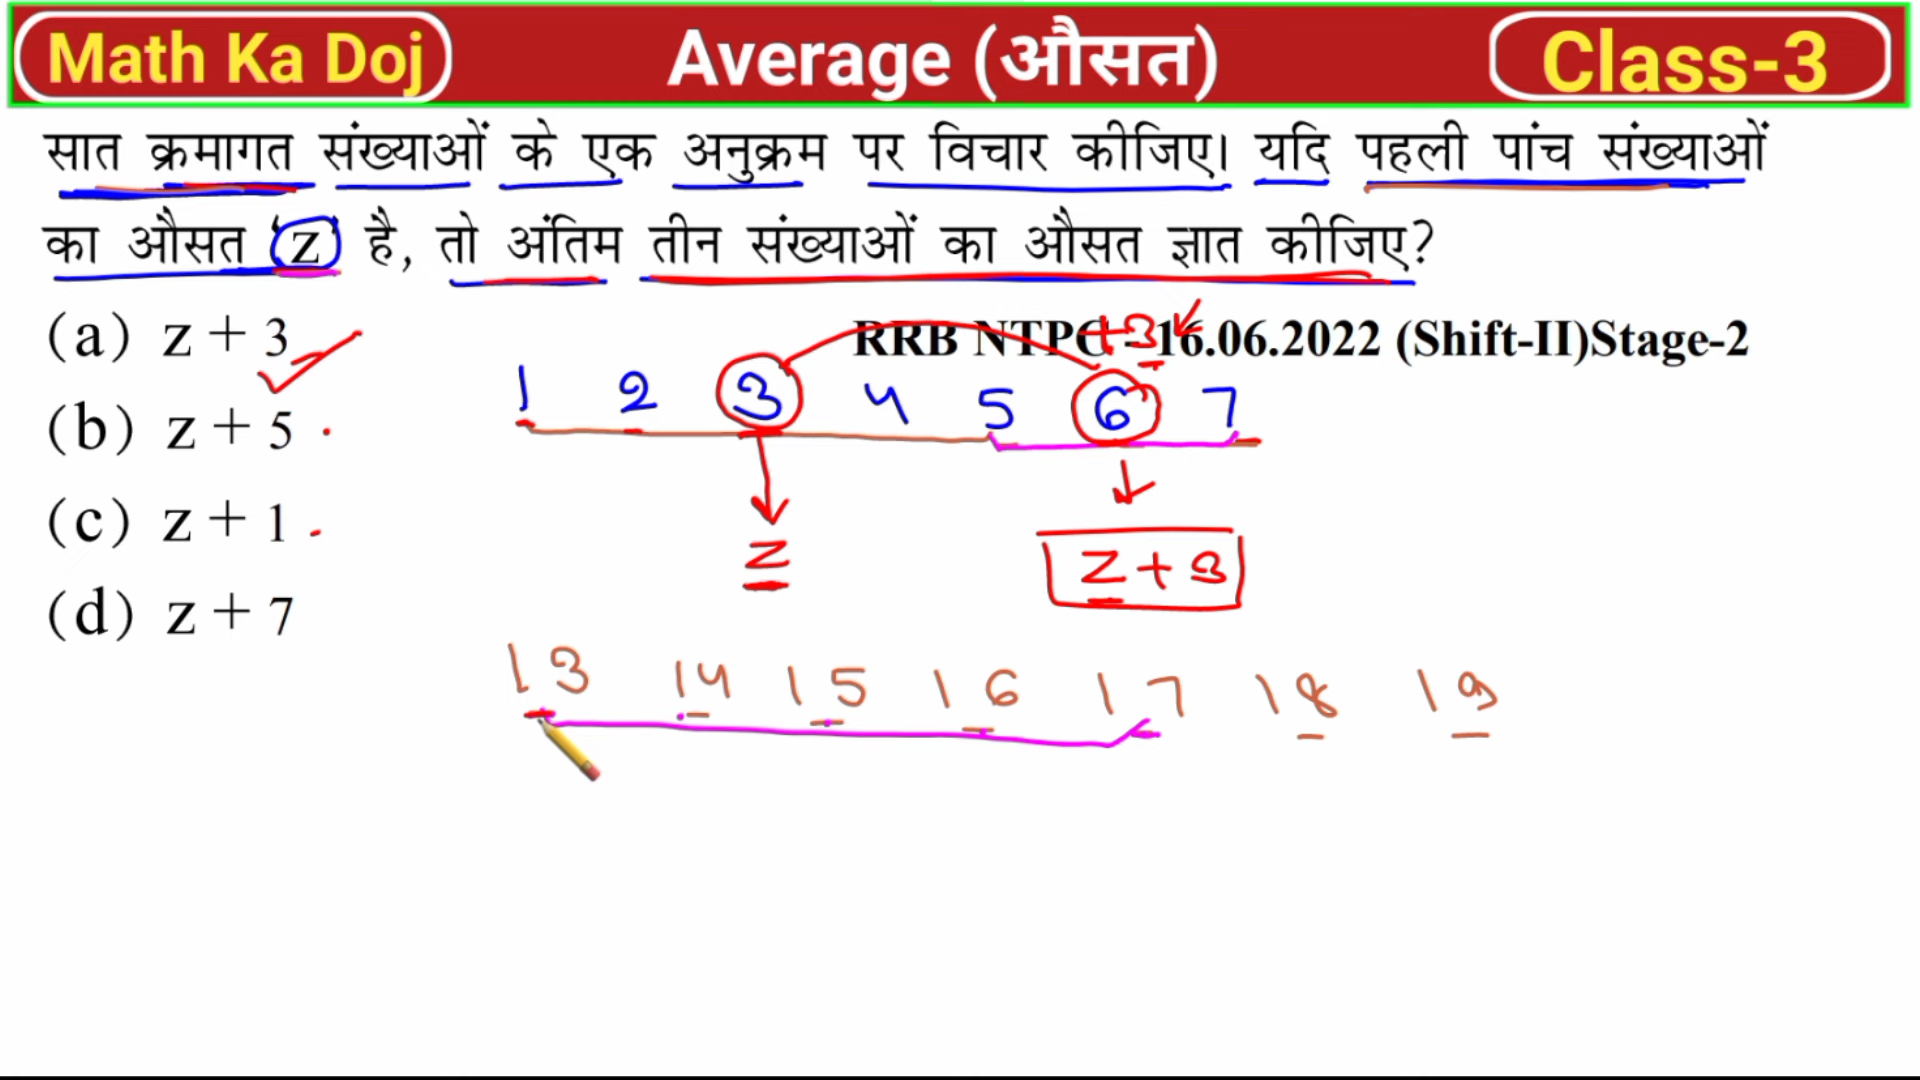 Math Ka Doj
Average (औसत)
Class-3
सात क्रमागत संख्याओं के एक अनुक्रम पर विचार कीजिए। यदि पहली पांच संख्याओं
का औसत 'z' है, तो अंतिम तीन संख्याओं का औसत ज्ञात कीजिए?
(a) z + 3
RRB NTPC - 16.06.2022 (Shift-II)Stage-2
+3
1 2 3 4 5 6 7
(b) z + 5
(c) z + 1
z
z + 3
(d) z + 7
13 14 15 16 17 18 19